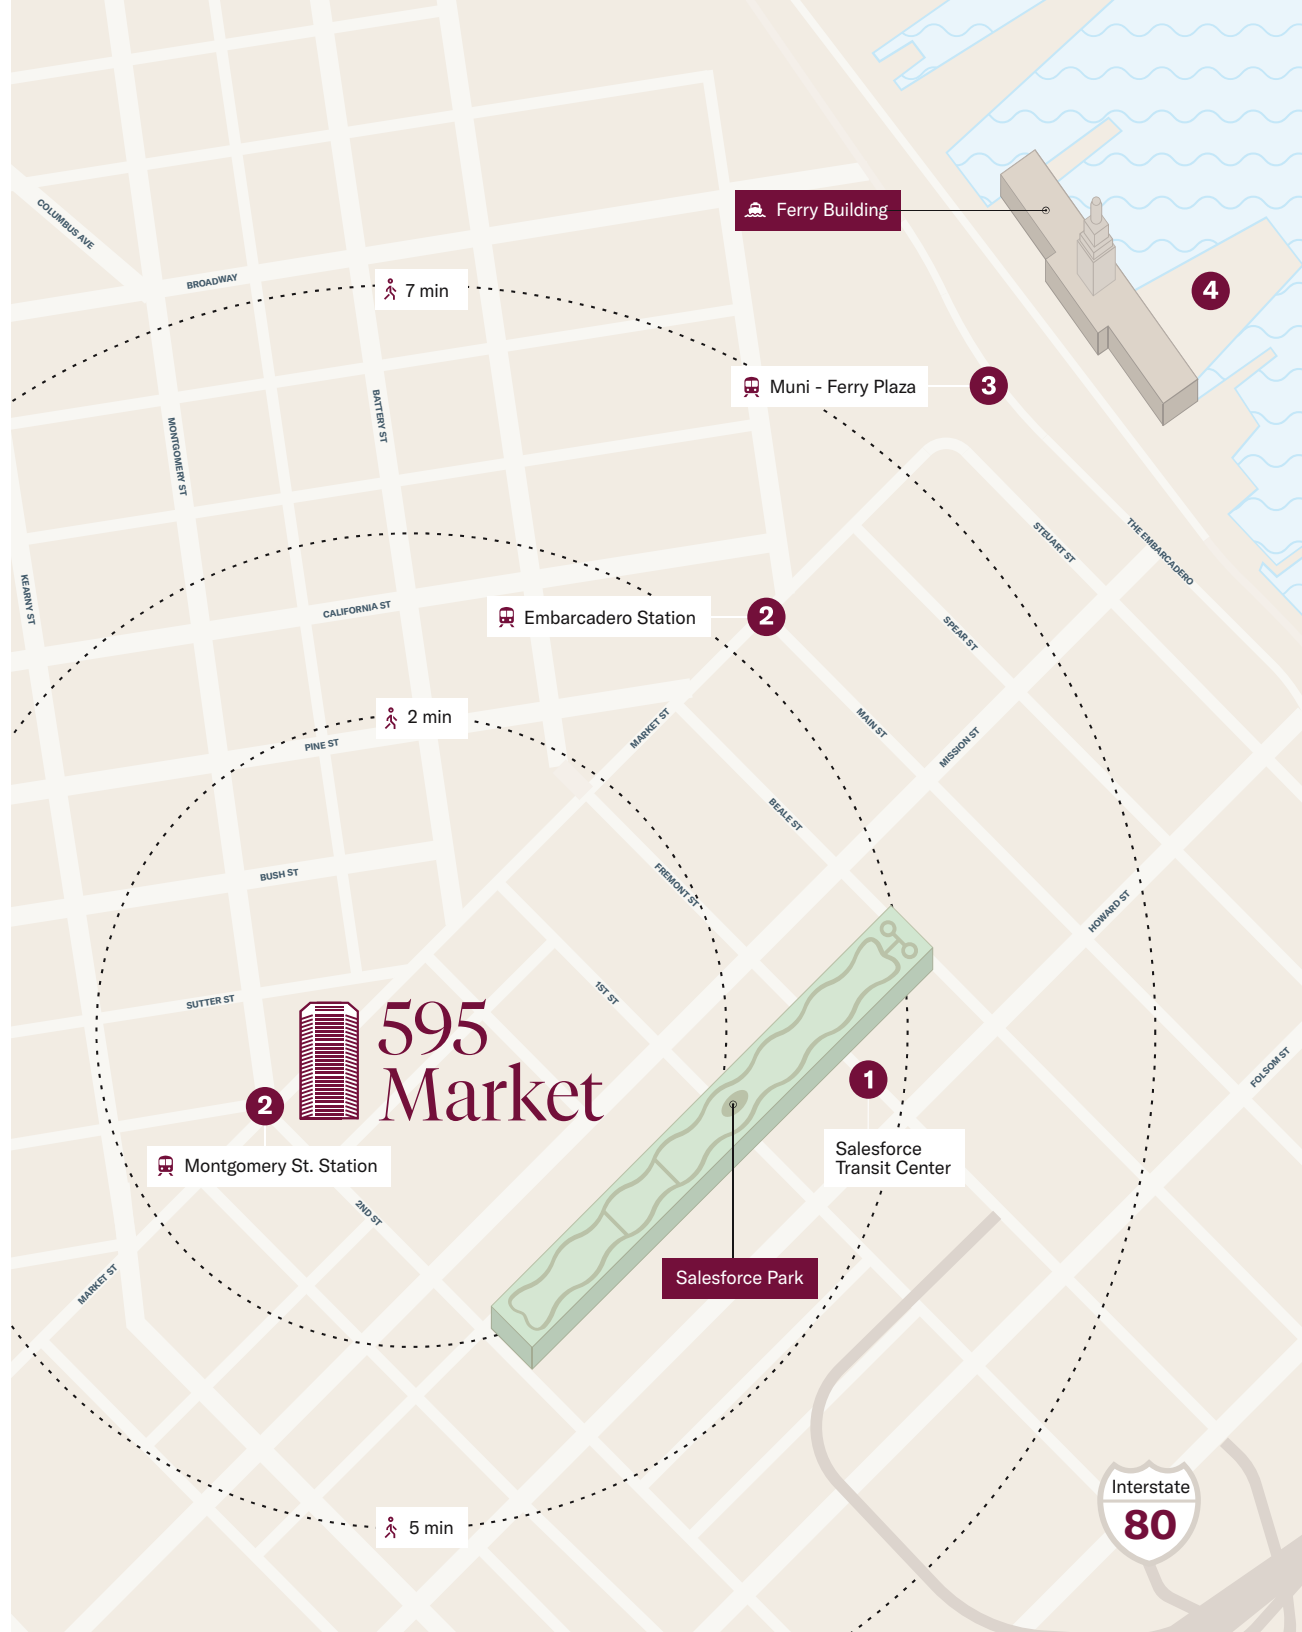 COLUMBUS AVE
BROADWAY
Ferry Building
4
7 min
Muni - Ferry Plaza
3
BATTERY ST
MONTGOMERY ST
STEUART ST
THE EMBARCADERO
KEARNY ST
CALIFORNIA ST
Embarcadero Station
2
SPEAR ST
2 min
PINE ST
MARKET ST
MAIN ST
MISSION ST
BEALE ST
BUSH ST
FREMONT ST
HOWARD ST
SUTTER ST
1ST ST
595
Market
1
FOLSOM ST
2
Montgomery St. Station
Salesforce
Transit Center
2ND ST
MARKET ST
Salesforce Park
Interstate
80
5 min